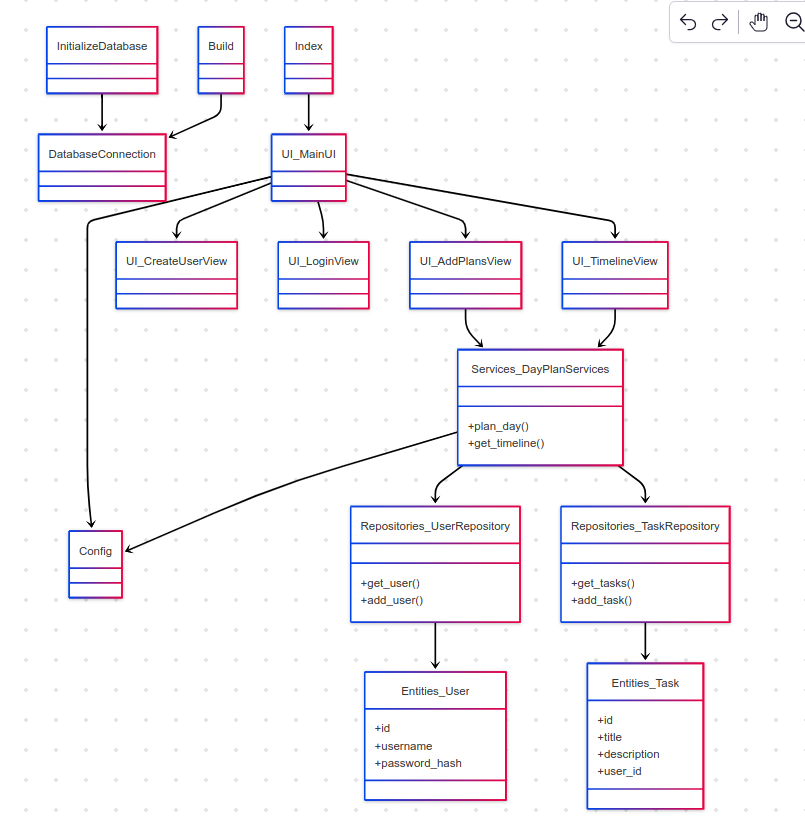 InitializeDatabase
Build
Index
DatabaseConnection
UI_MainUI
UI_CreateUserView
UI_LoginView
UI_AddPlansView
UI_TimelineView
Services_DayPlanServices
+plan_day()
+get_timeline()
Config
Repositories_UserRepository
+get_user()
+add_user()
Repositories_TaskRepository
+get_tasks()
+add_task()
Entities_User
+id
+username
+password_hash
Entities_Task
+id
+title
+description
+user_id